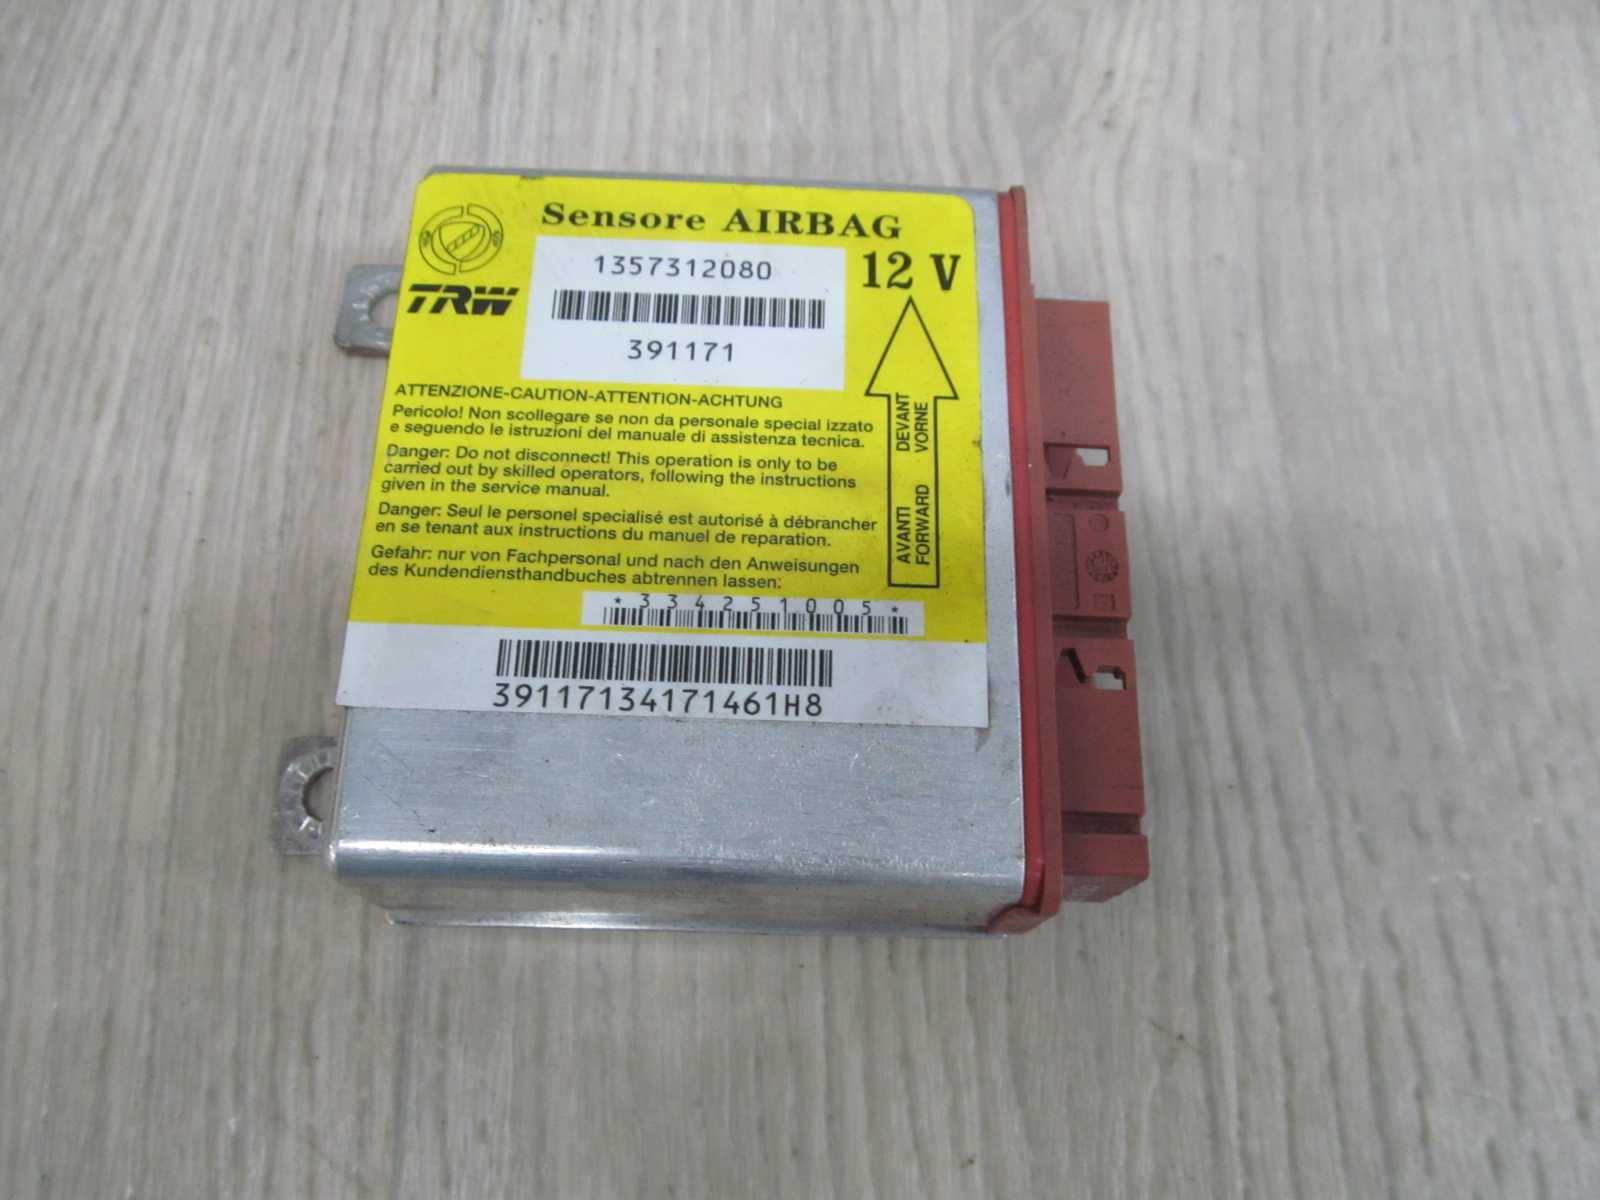 Sensore AIRBAG
1357312080
12 V
TRW
391171
ATTENZIONE-CAUTION-ATTENTION-ACHTUNG
Pericolo! Non scollegare se non da personale special izzato
e seguendo le istruzioni del manuale di assistenza tecnica.
Danger: Do not disconnect! This operation is only to be
carried out by skilled operators, following the instructions
given in the service manual.
Danger: Seul le personel specialisé est autorisé à débrancher
en se tenant aux instructions du manuel de reparation.
Gefahr: nur von Fachpersonal und nach den Anweisungen
des Kundendiensthandbuches abtrennen lassen:
AVANTI DEVANT
FORWARD VORNE
*334251005*
39117134171461H8